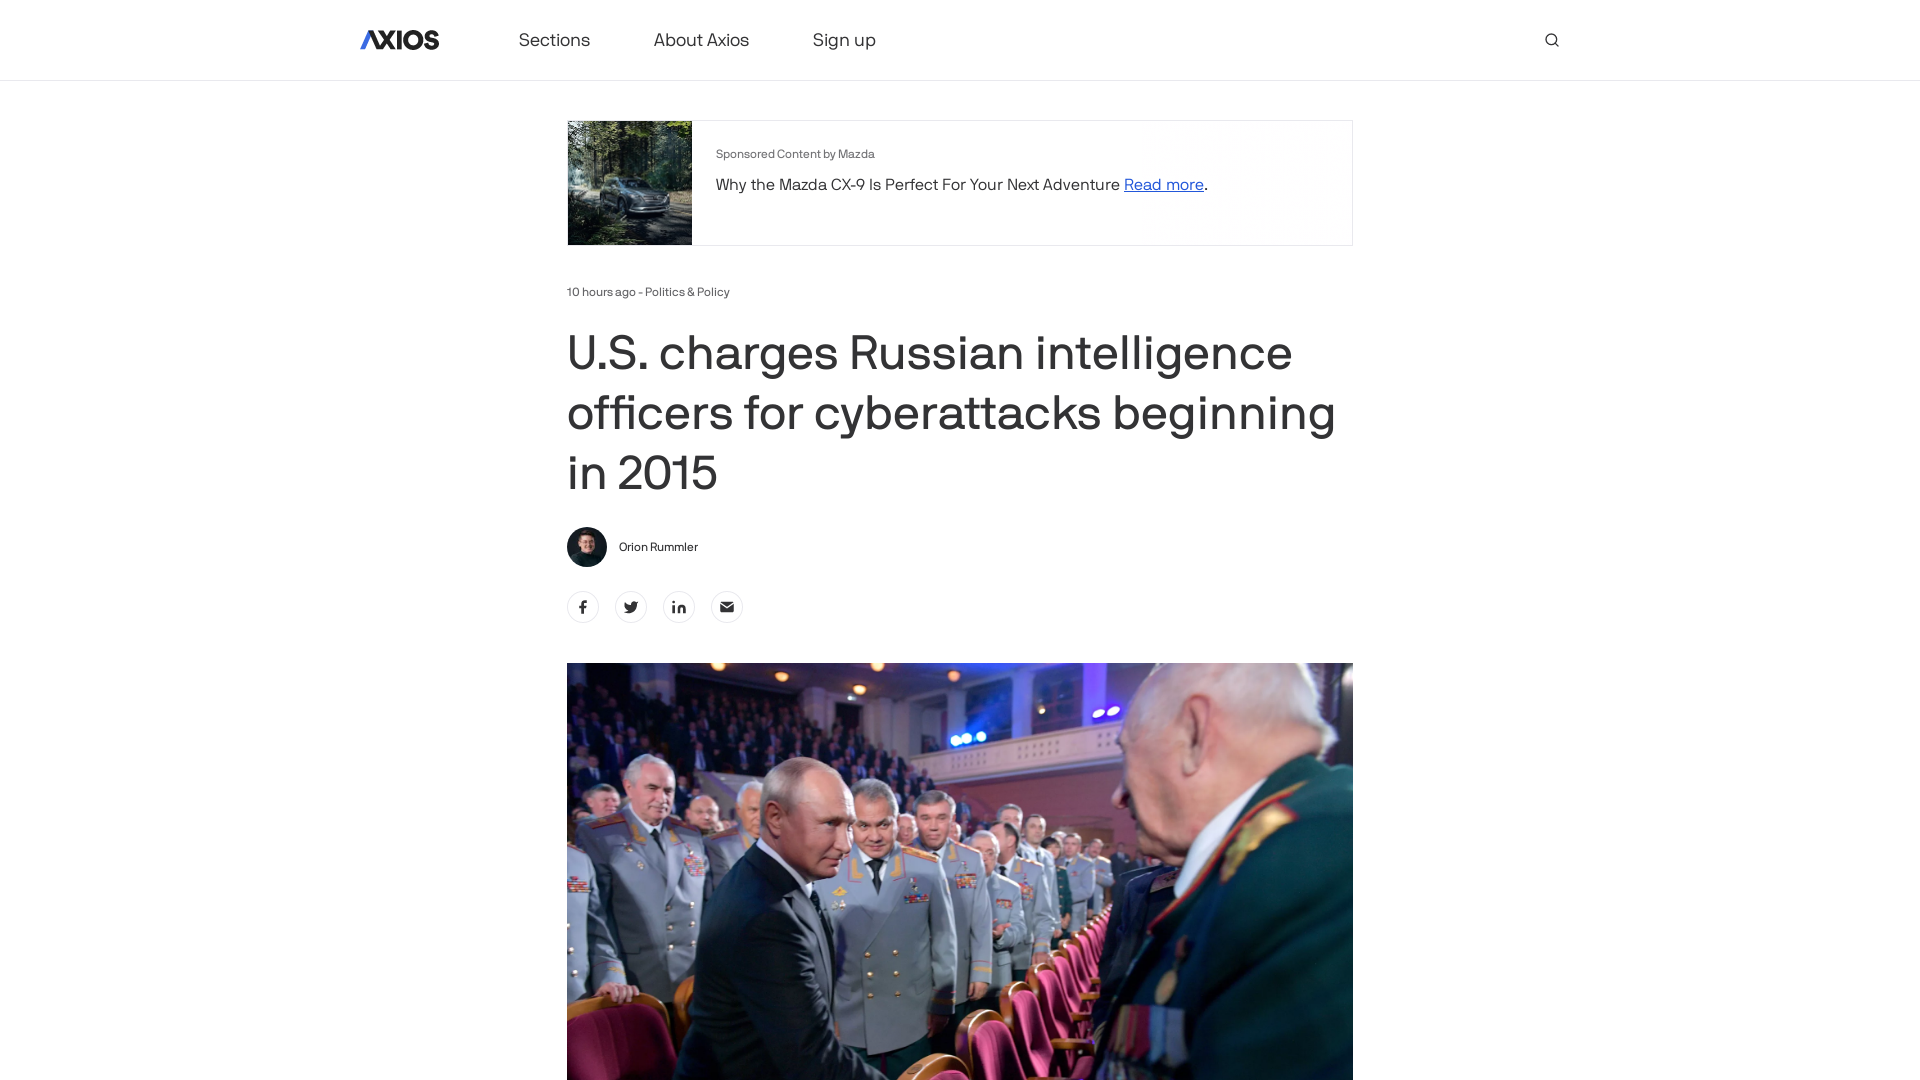 AXIOS
Sections
About Axios
Sign up
Sponsored Content by Mazda
Why the Mazda CX-9 Is Perfect For Your Next Adventure Read more.
10 hours ago - Politics & Policy
U.S. charges Russian intelligence
officers for cyberattacks beginning
in 2015
Orion Rummler